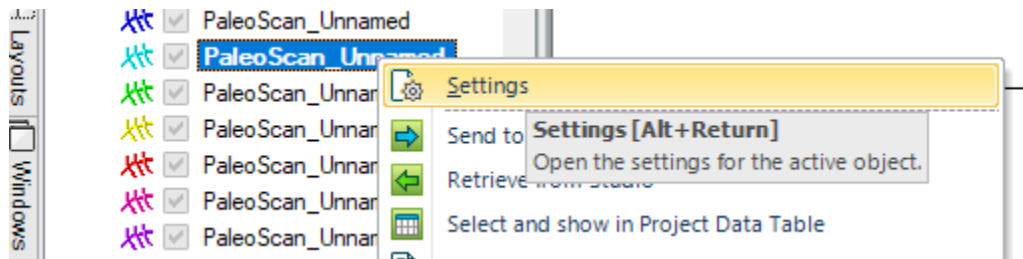 Layouts
Windows
PaleoScan_Unnamed
PaleoScan_Unnamed
PaleoScan_Unnar
PaleoScan_Unnar
PaleoScan_Unnar
PaleoScan_Unnar
PaleoScan_Unnar
Settings
Send to
Settings [Alt+Return]
Open the settings for the active object.
Retrieve from Studio
Select and show in Project Data Table